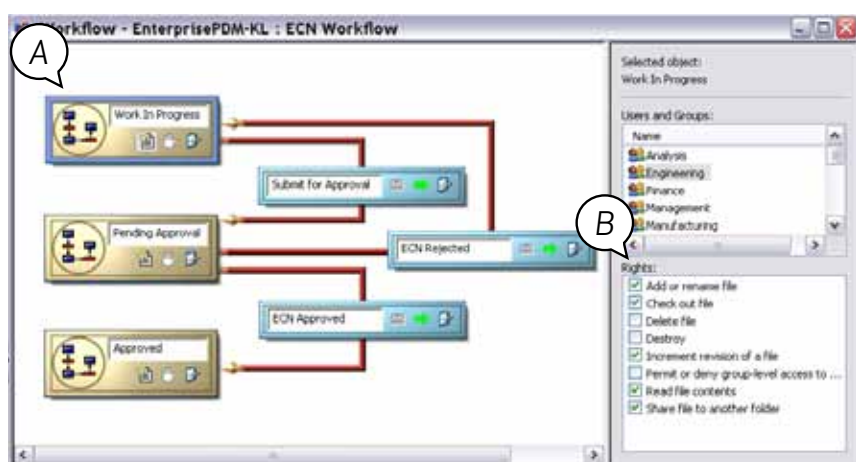 Workflow - EnterprisePDM-KL : ECN Workflow
A
Work In Progress
Submit for Approval
Pending Approval
ECN Rejected
ECN Approved
Approved
Selected object:
Work In Progress
Users and Groups:
Name
Analysis
Engineering
Finance
Management
Manufacturing
B
Rights:
Add or rename file
Check out file
Delete file
Destroy
Increment revision of a file
Permit or deny group-level access to ...
Read file contents
Share file to another folder